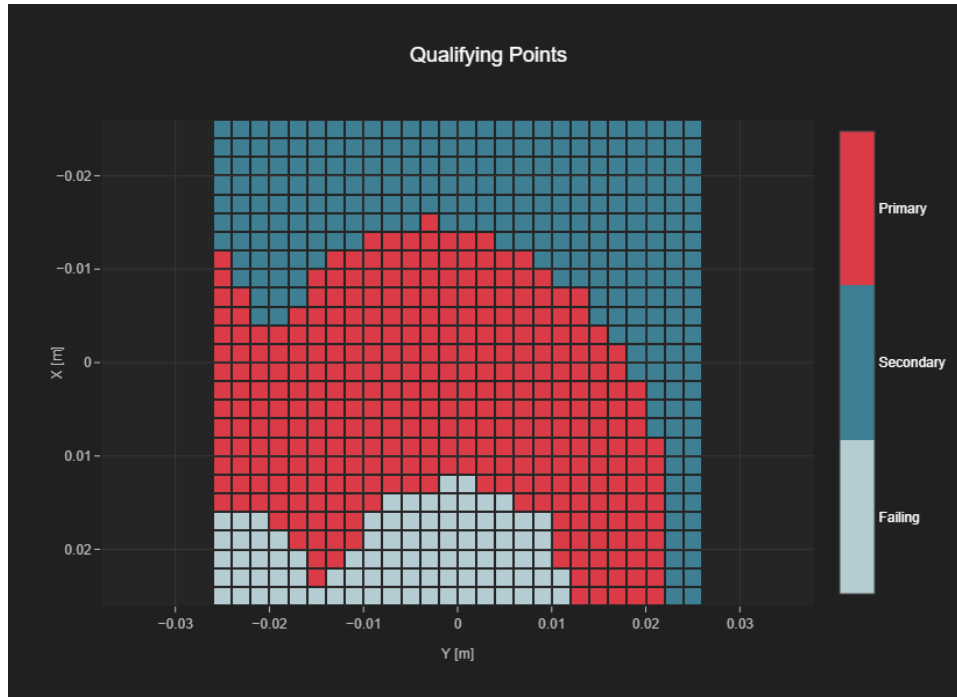 Qualifying Points
−0.02
−0.01
0
0.01
0.02
X [m]
−0.03
−0.02
−0.01
0
0.01
0.02
0.03
Y [m]
Primary
Secondary
Failing